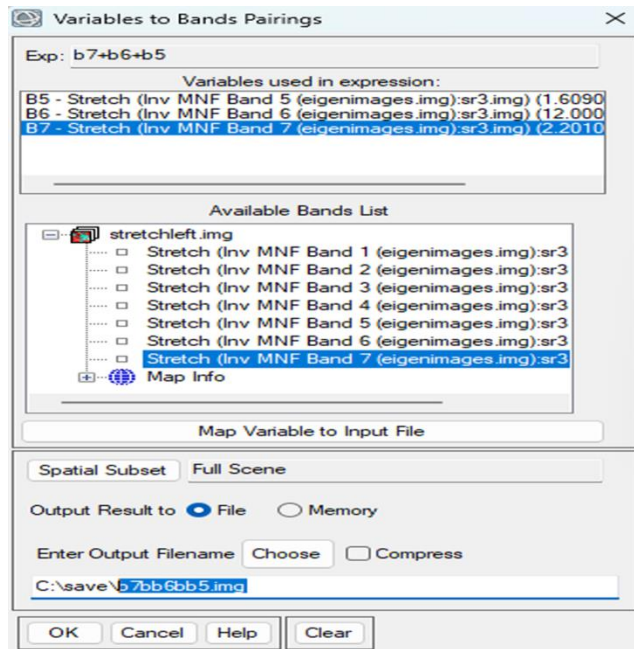 Variables to Bands Pairings
Exp: b7+b6+b5
Variables used in expression:
B5 - Stretch (Inv MNF Band 5 (eigenimages.img):sr3.img) (1.6090
B6 - Stretch (Inv MNF Band 6 (eigenimages.img):sr3.img) (12.000
B7 - Stretch (Inv MNF Band 7 (eigenimages.img):sr3.img) (2.2010
Available Bands List
stretchleft.img
Stretch (Inv MNF Band 1 (eigenimages.img):sr3
Stretch (Inv MNF Band 2 (eigenimages.img):sr3
Stretch (Inv MNF Band 3 (eigenimages.img):sr3
Stretch (Inv MNF Band 4 (eigenimages.img):sr3
Stretch (Inv MNF Band 5 (eigenimages.img):sr3
Stretch (Inv MNF Band 6 (eigenimages.img):sr3
Stretch (Inv MNF Band 7 (eigenimages.img):sr3
Map Info
Map Variable to Input File
Spatial Subset Full Scene
Output Result to File Memory
Enter Output Filename Choose Compress
C:\save\b7bb6bb5.img
OK Cancel Help Clear